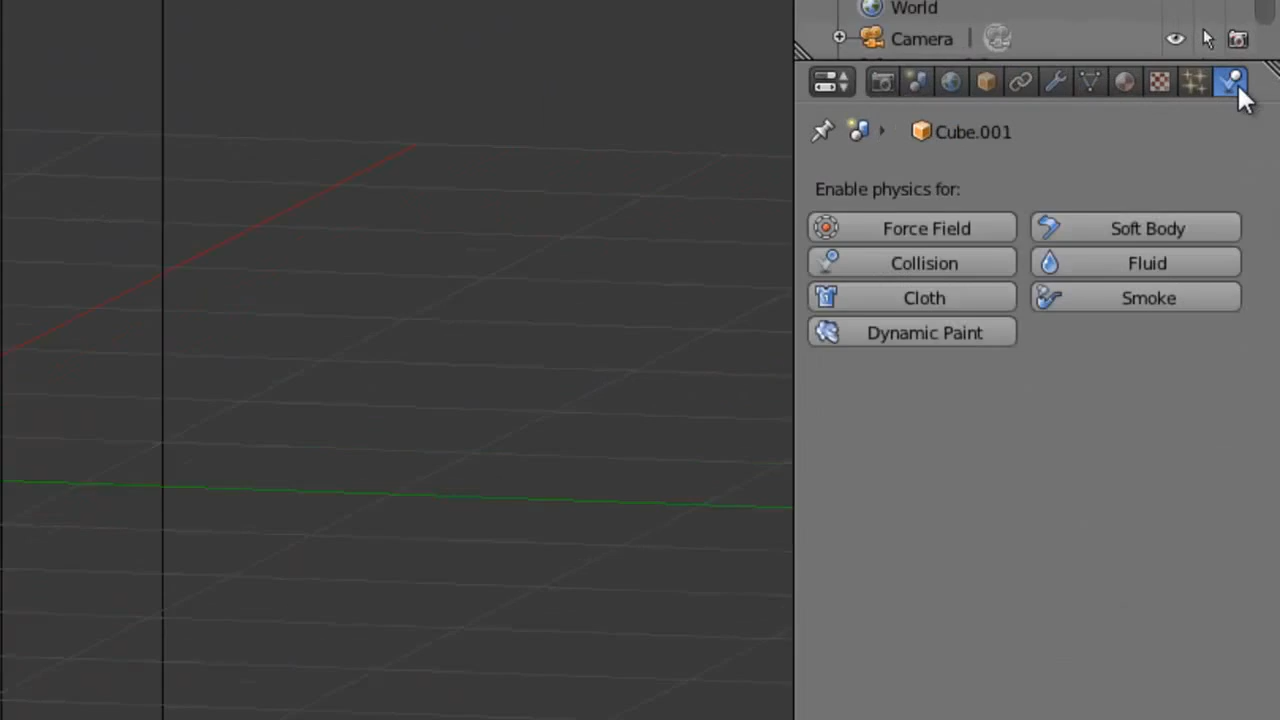 World
Camera
Cube.001
Enable physics for:
Force Field
Soft Body
Collision
Fluid
Cloth
Smoke
Dynamic Paint